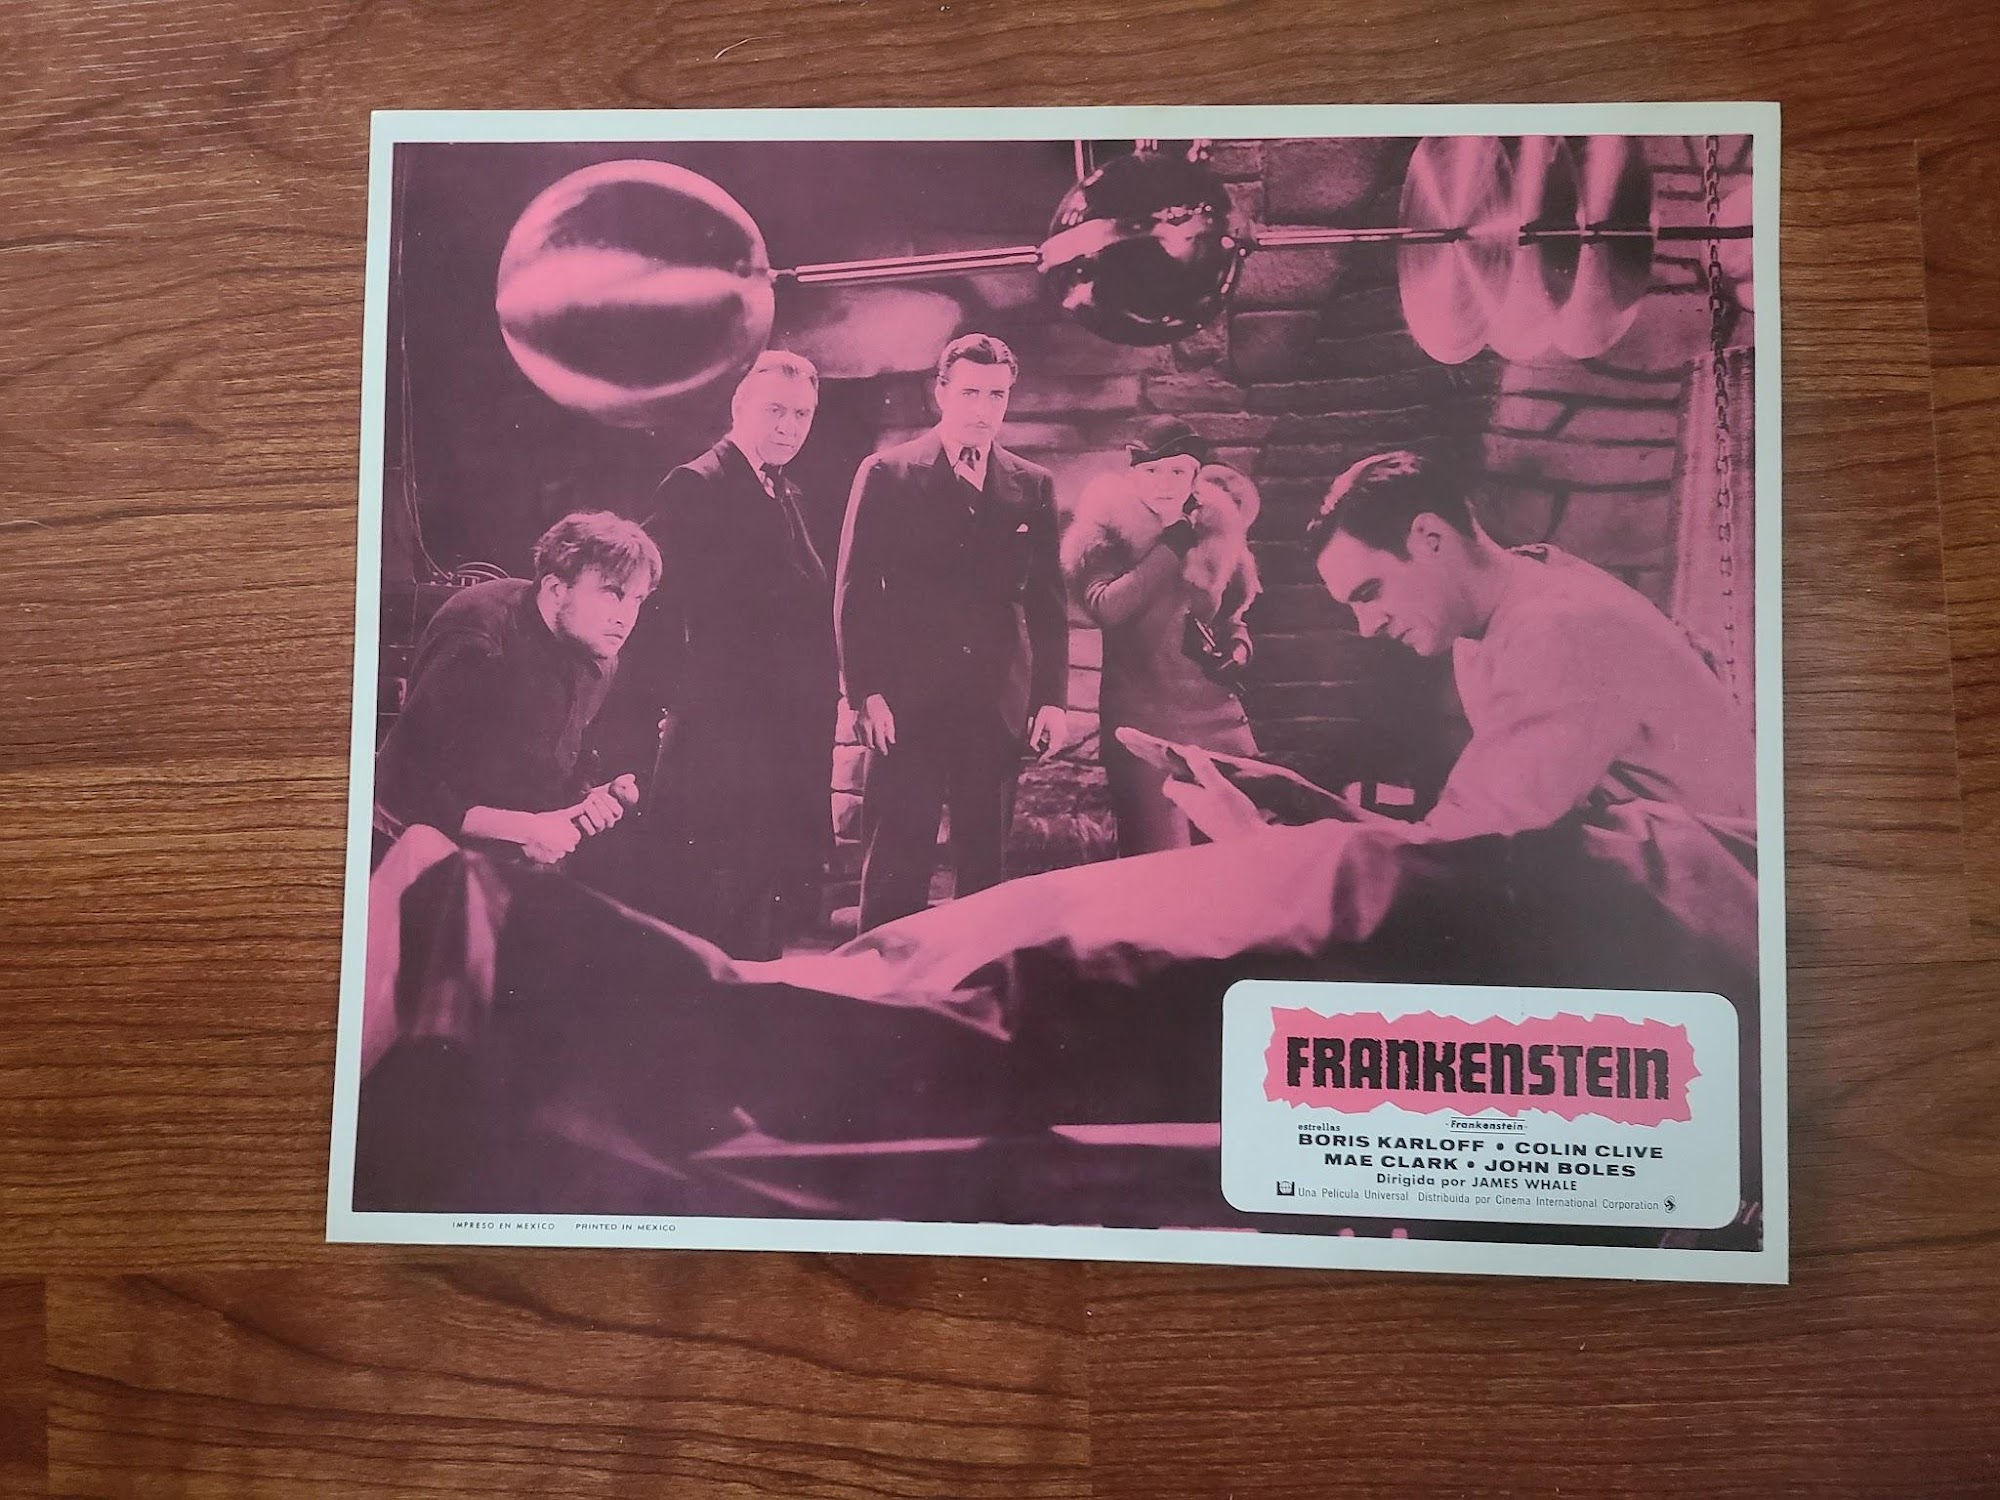 FRANKENSTEIN
-Frankenstein-
estrellas
BORIS KARLOFF • COLIN CLIVE
MAE CLARK • JOHN BOLES
Dirigida por JAMES WHALE
Una Película Universal Distribuida por Cinema International Corporation
IMPRESO EN MEXICO PRINTED IN MEXICO